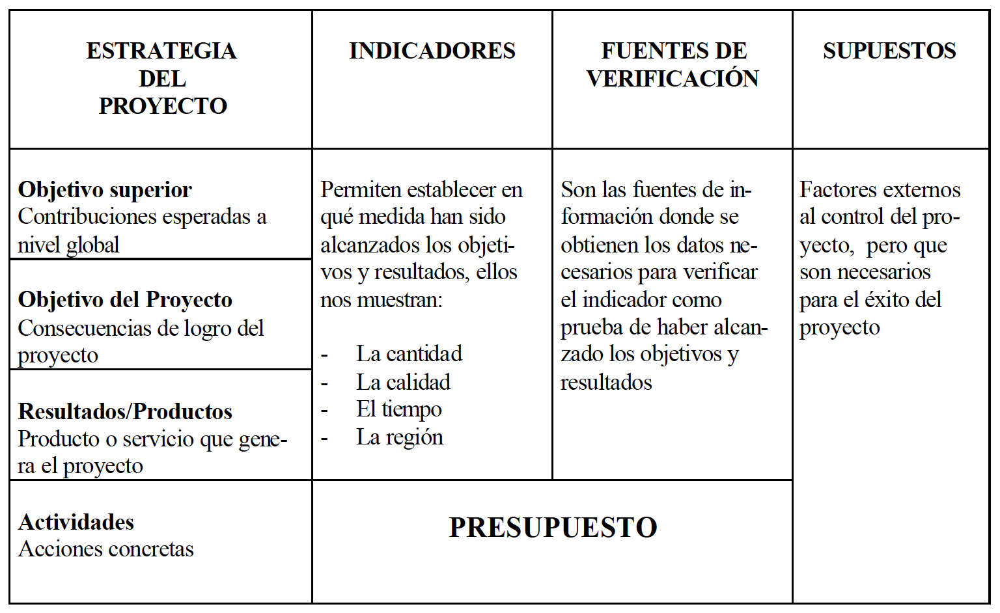 ESTRATEGIA
DEL
PROYECTO
INDICADORES
FUENTES DE
VERIFICACIÓN
SUPUESTOS
Objetivo superior
Contribuciones esperadas a
nivel global
Objetivo del Proyecto
Consecuencias de logro del
proyecto
Resultados/Productos
Producto o servicio que gene-
ra el proyecto
Actividades
Acciones concretas
Permiten establecer en
qué medida han sido
alcanzados los objeti-
vos y resultados, ellos
nos muestran:
- La cantidad
- La calidad
- El tiempo
- La región
Son las fuentes de in-
formación donde se
obtienen los datos ne-
cesarios para verificar
el indicador como
prueba de haber alcan-
zado los objetivos y
resultados
PRESUPUESTO
Factores externos
al control del pro-
yecto, pero que
son necesarios
para el éxito del
proyecto